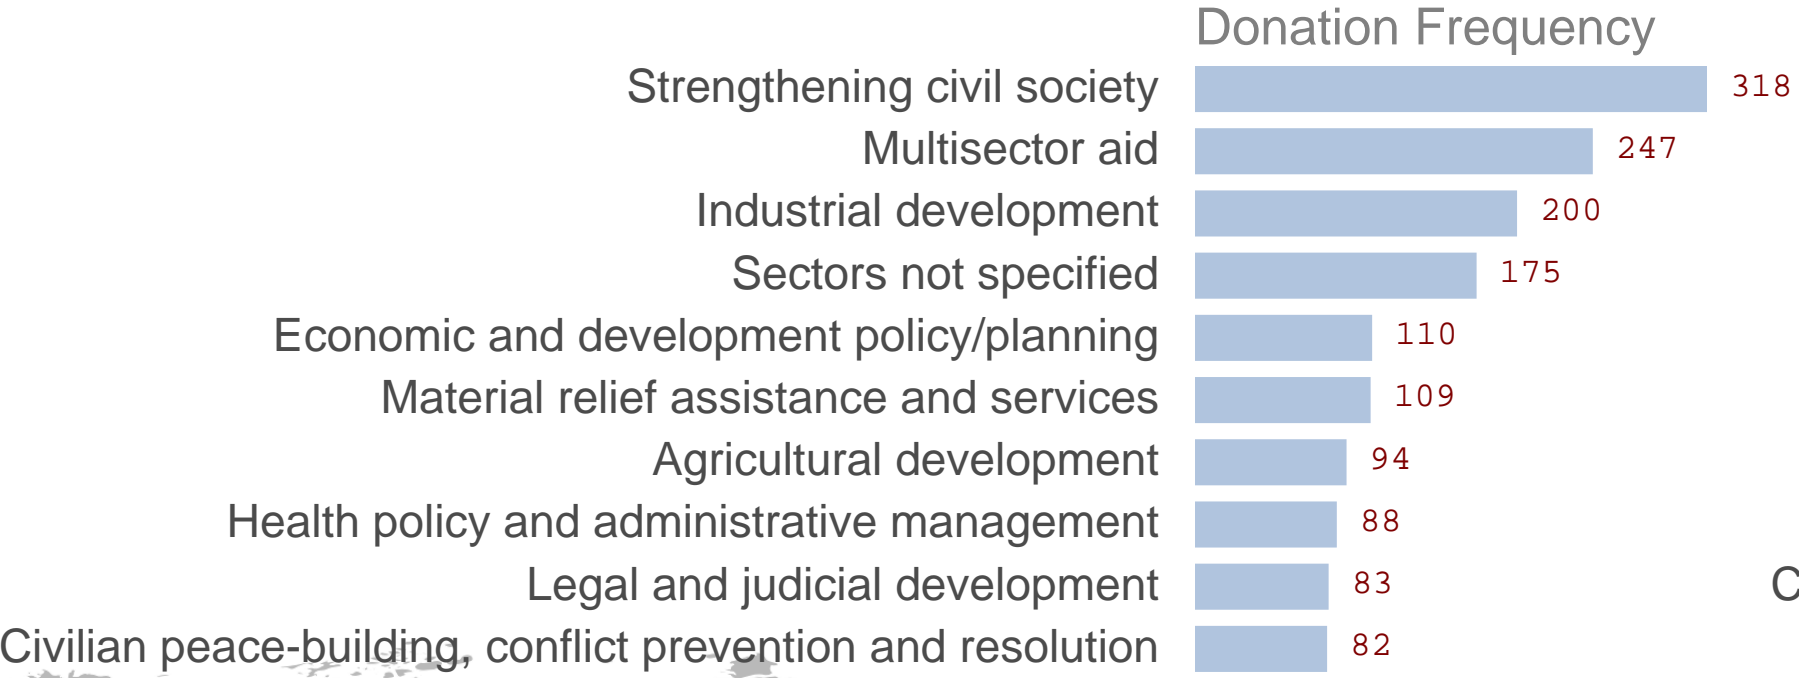 Donation Frequency
Strengthening civil society 318
Multisector aid 247
Industrial development 200
Sectors not specified 175
Economic and development policy/planning 110
Material relief assistance and services 109
Agricultural development 94
Health policy and administrative management 88
Legal and judicial development 83 C
Civilian peace-building, conflict prevention and resolution 82